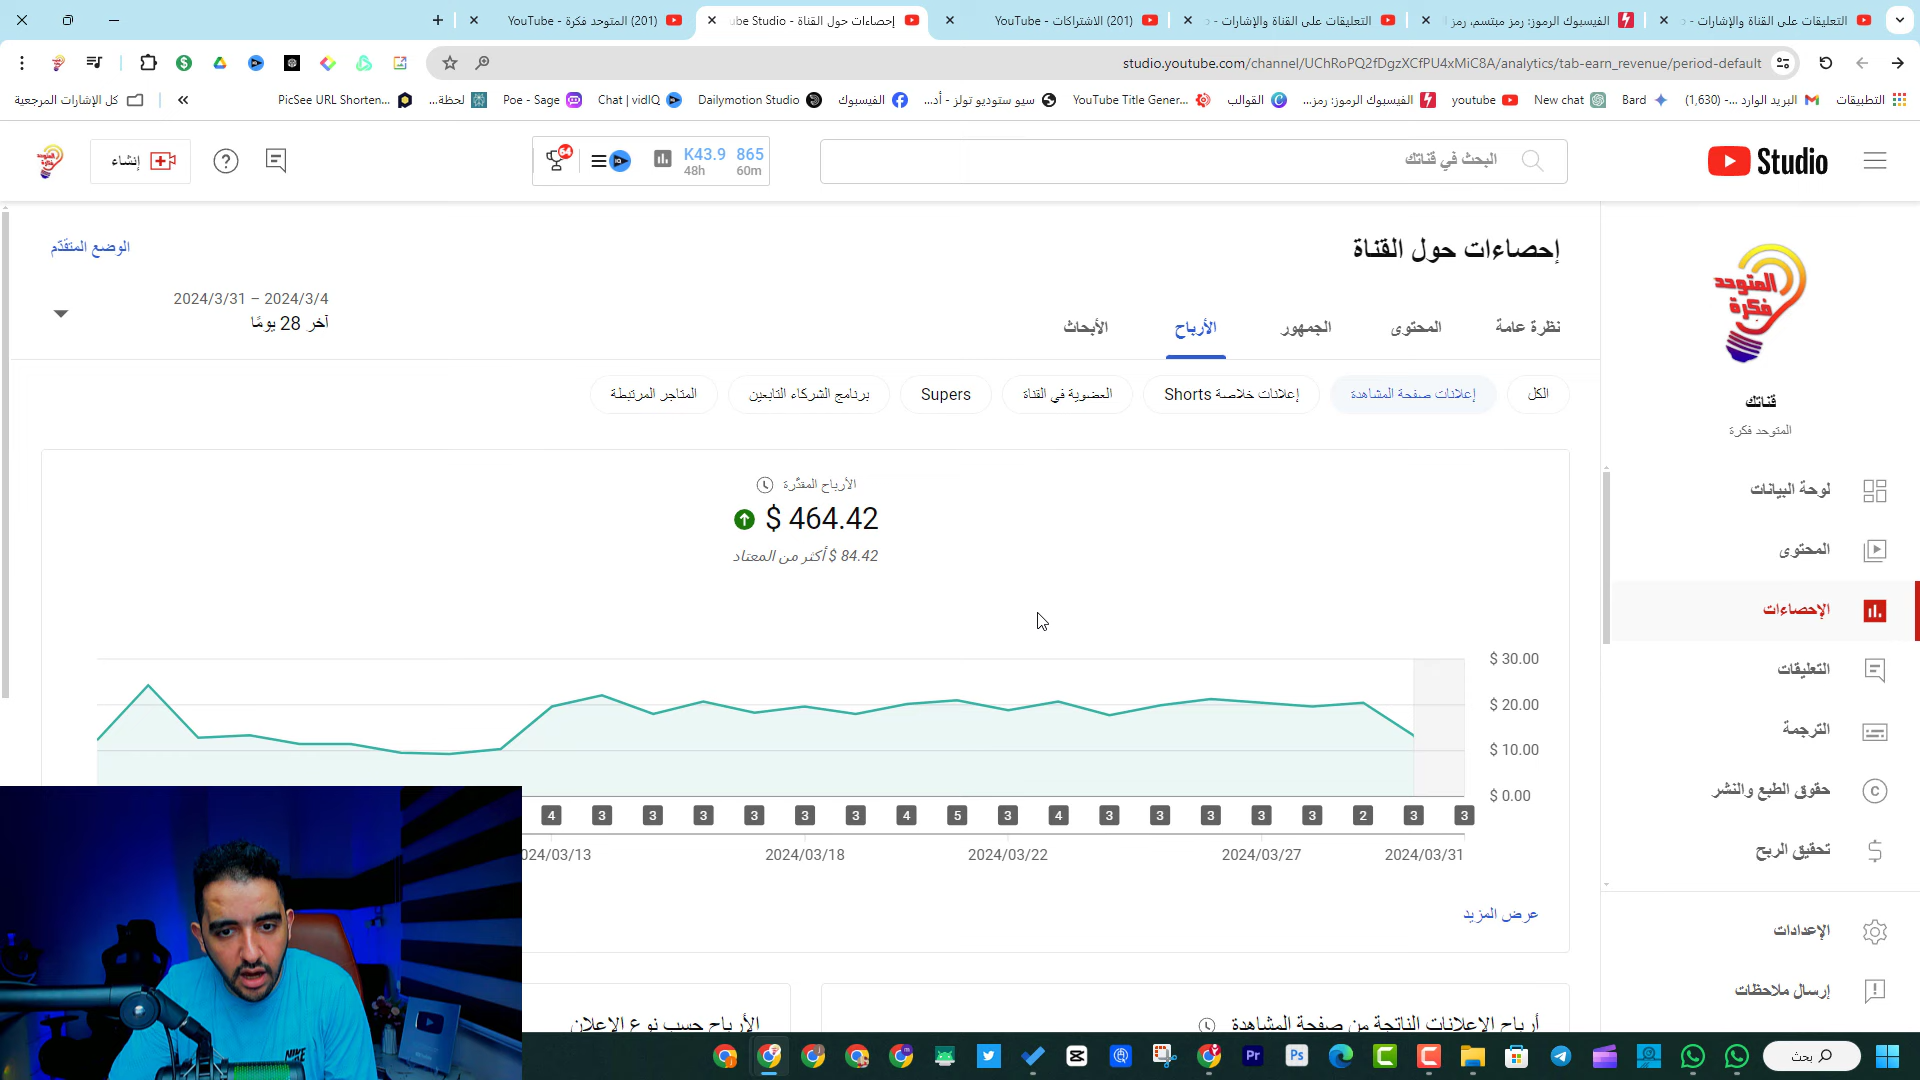 التعليقات على القناة والإشارات -
الفيسبوك الرموز: رمز مبتسم، رمز
التعليقات على القناة والإشارات -
(201) الاشتراكات - YouTube
إحصاءات حول القناة - ube Studio
(201) المتوحد فكرة - YouTube
studio.youtube.com/channel/UChRoPQ2fDgzXCfPU4xMiC8A/analytics/tab-earn_revenue/period-default
التطبيقات
البريد الوارد -... (1,630)
Bard
New chat
youtube
الفيسبوك الرموز: رمز...
القوالب
YouTube Title Gener...
سيو ستوديو تولز - أد...
الفيسبوك
Dailymotion Studio
Chat | vidIQ
Poe - Sage
لحظة...
PicSee URL Shorten...
كل الإشارات المرجعية
Studio
البحث في قناتك
K43.9 865
48h 60m
64
إنشاء
المتوحد
فكرة
قناتك
المتوحد فكرة
لوحة البيانات
المحتوى
الإحصاءات
التعليقات
الترجمة
حقوق الطبع والنشر
تحقيق الربح
الإعدادات
إرسال ملاحظات
إحصاءات حول القناة
الوضع المتقدّم
نظرة عامة
المحتوى
الجمهور
الأرباح
الأبحاث
2024/3/31 – 2024/3/4
آخر 28 يومًا
الكل
إعلانات صفحة المشاهدة
إعلانات خلاصة Shorts
العضوية في القناة
Supers
برنامج الشركاء التابعين
المتاجر المرتبطة
الأرباح المقدَّرة
$ 464.42
84.42 $ أكثر من المعتاد
$ 30.00
$ 20.00
$ 10.00
$ 0.00
4 3 3 3 3 3 3 4 5 3 4 3 3 3 3 3 2 3 3
024/03/13 2024/03/18 2024/03/22 2024/03/27 2024/03/31
عرض المزيد
أرباح الإعلانات الناتجة من صفحة المشاهدة
الأرباح حسب نوع الإعلان
NIKE
Pr
Ps
بحث